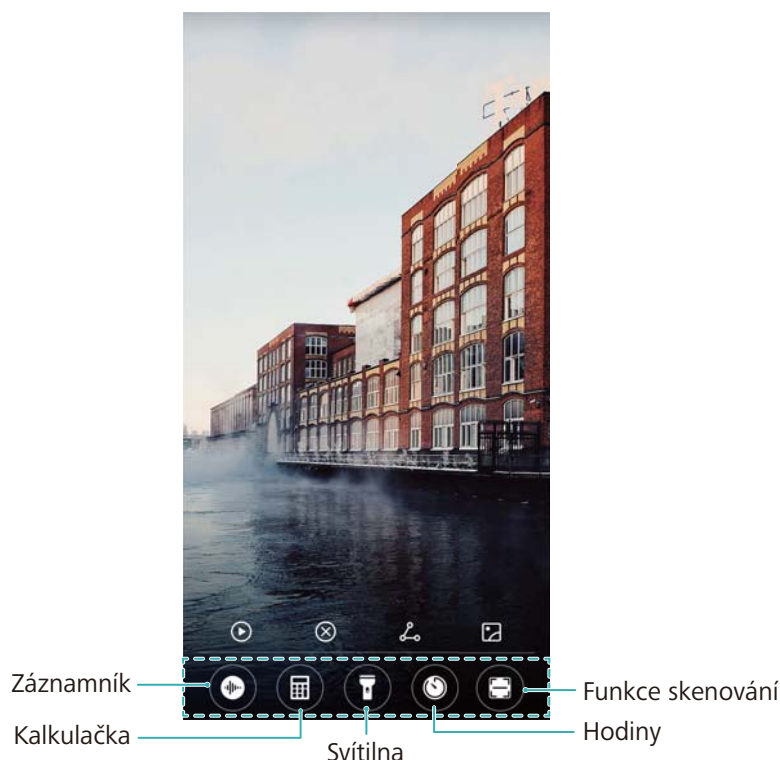 Záznamník
Kalkulačka
Svítilna
Hodiny
Funkce skenování